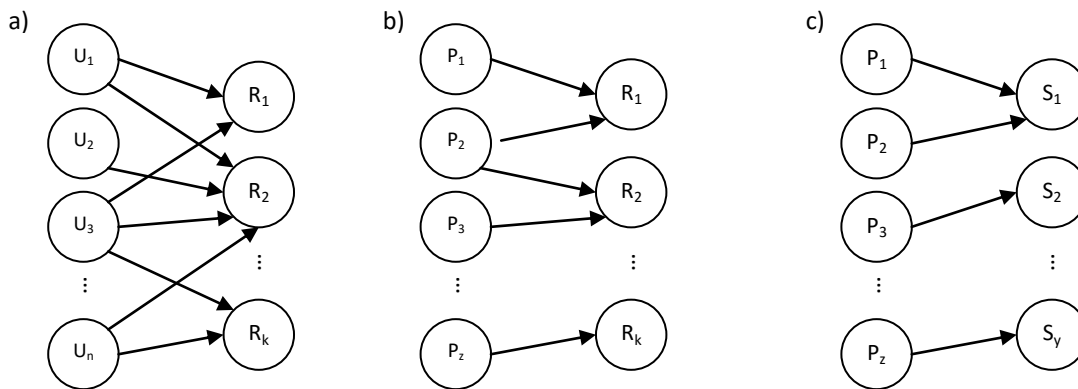 a)
U1
U2
U3
...
Un
R1
R2
...
Rk
b)
P1
P2
P3
...
Pz
R1
R2
...
Rk
c)
P1
P2
P3
...
Pz
S1
S2
...
Sy